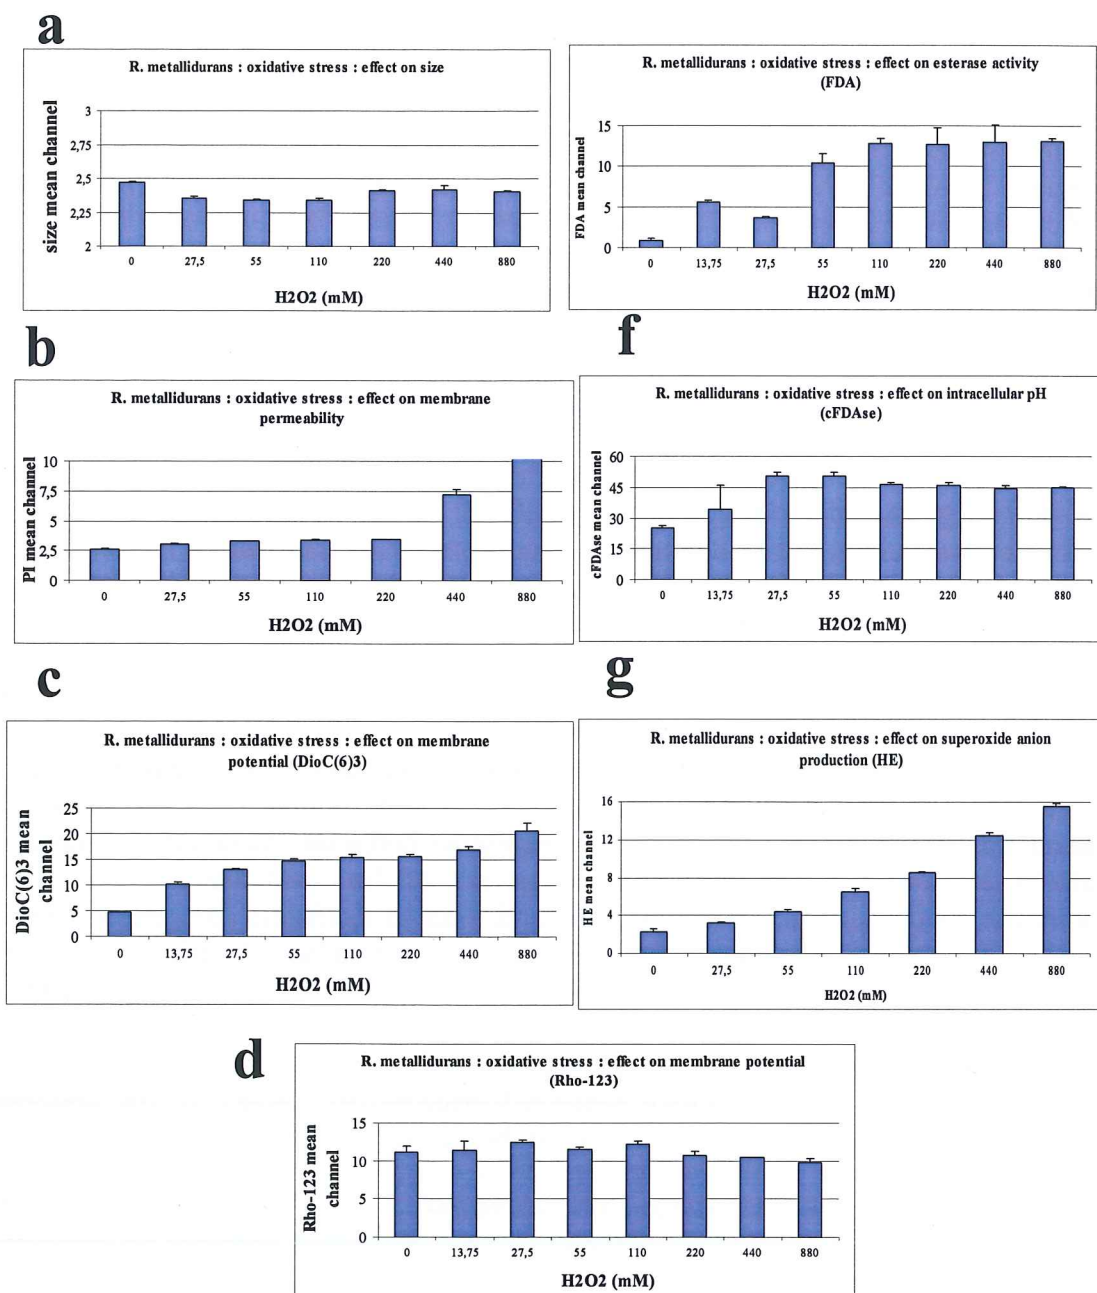 a
R. metallidurans : oxidative stress : effect on size
size mean channel
3
2,75
2,5
2,25
2
0 27,5 55 110 220 440 880
H2O2 (mM)
R. metallidurans : oxidative stress : effect on esterase activity
(FDA)
FDA mean channel
15
10
5
0
0 13,75 27,5 55 110 220 440 880
H2O2 (mM)
b
R. metallidurans : oxidative stress : effect on membrane
permeability
PI mean channel
10
7,5
5
2,5
0
0 27,5 55 110 220 440 880
H2O2 (mM)
f
R. metallidurans : oxidative stress : effect on intracellular pH
(cFDAse)
cFDAse mean channel
60
45
30
15
0
0 13,75 27,5 55 110 220 440 880
H2O2 (mM)
c
R. metallidurans : oxidative stress : effect on membrane
potential (DioC(6)3)
DioC(6)3 mean
channel
25
20
15
10
5
0
0 13,75 27,5 55 110 220 440 880
H2O2 (mM)
g
R. metallidurans : oxidative stress : effect on superoxide anion
production (HE)
HE mean channel
16
12
8
4
0
0 27,5 55 110 220 440 880
H2O2 (mM)
d
R. metallidurans : oxidative stress : effect on membrane potential
(Rho-123)
Rho-123 mean
channel
15
10
5
0
0 13,75 27,5 55 110 220 440 880
H2O2 (mM)